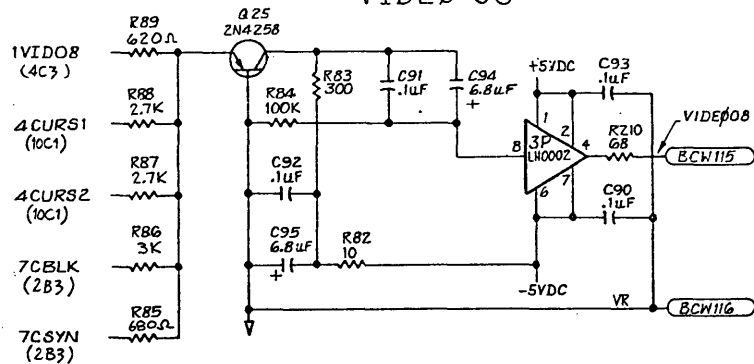 VIDEØ 08
Q25
2N4258
R89
620Ω
1VIDO8
(4C3)
R88
2.7K
4CURS1
(10C1)
R87
2.7K
4CURS2
(10C1)
R86
3K
7CBLK
(2B3)
R85
680Ω
7CSYN
(2B3)
R84
100K
R83
300
C91
.1uF
C94
6.8uF
+
C92
.1uF
C95
6.8uF
+
R82
10
+5VDC
C93
.1uF
1
2
8
3P
LH0002
4
6
7
R210
68
VIDEØ08
BCW115
C90
.1uF
-5VDC
VR
BCW116